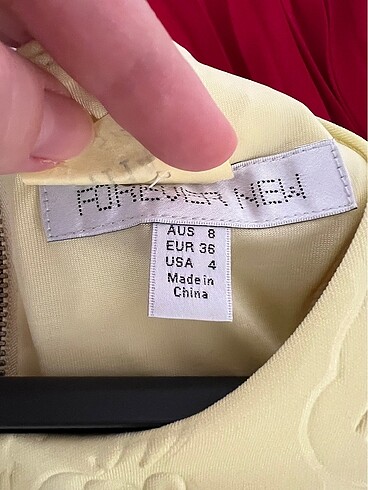 FOREVER NEW
AUS 8
EUR 36
USA 4
Made in
China